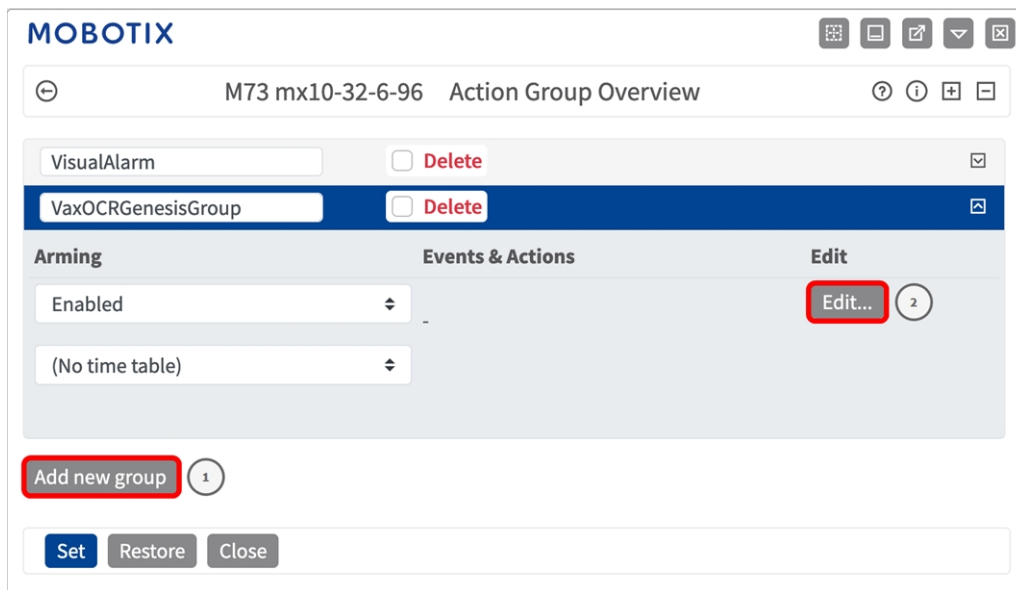 MOBOTIX
M73 mx10-32-6-96 Action Group Overview
VisualAlarm Delete
VaxOCRGenesisGroup Delete
Arming Events & Actions Edit
Enabled - Edit... 2
(No time table)
Add new group 1
Set Restore Close